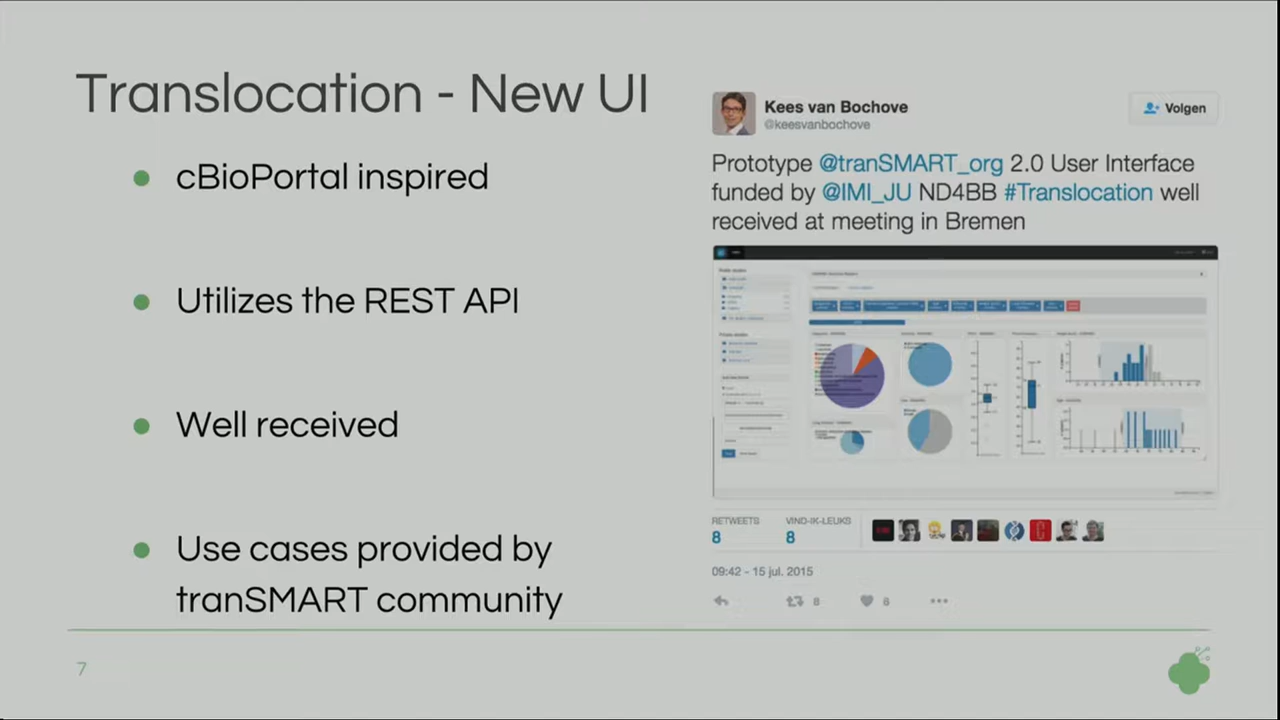 Translocation - New UI
cBioPortal inspired
Utilizes the REST API
Well received
Use cases provided by
tranSMART community
7
Kees van Bochove
@keesvanbochove
Volgen
Prototype @tranSMART_org 2.0 User Interface
funded by @IMI_JU ND4BB #Translocation well
received at meeting in Bremen
RETWEETS
8
VIND-IK-LEUKS
8
09:42 - 15 jul. 2015
8
6